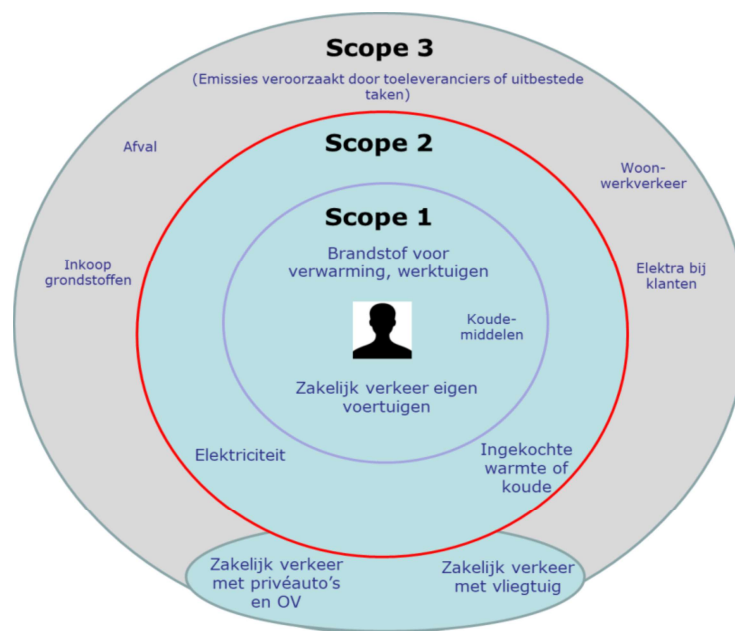 Scope 3
(Emissies veroorzaakt door toeleveranciers of uitbestede
taken)
Afval
Scope 2
Woon-
werkverkeer
Scope 1
Brandstof voor
verwarming, werktuigen
Inkoop
grondstoffen
Elektra bij
klanten
Koude-
middelen
Zakelijk verkeer eigen
voertuigen
Elektriciteit
Ingekochte
warmte of
koude
Zakelijk verkeer
met privéauto's
en OV
Zakelijk verkeer
met vliegtuig